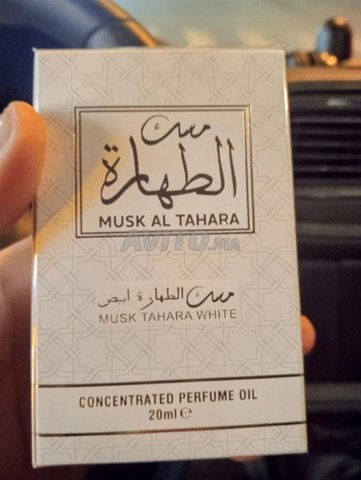 مسك
الطهارة
MUSK AL TAHARA
AVITO.ma
مسك الطهارة ابيض
MUSK TAHARA WHITE
CONCENTRATED PERFUME OIL
20ml e